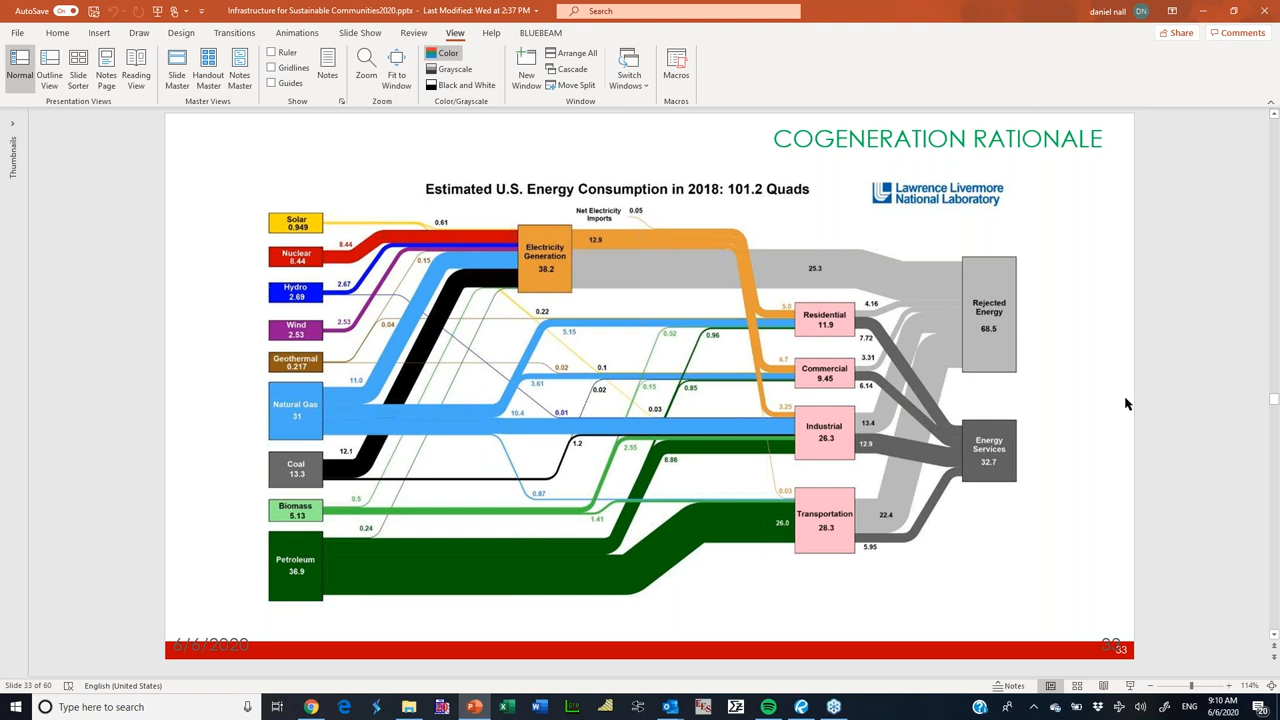 AutoSave On
Infrastructure for Sustainable Communities2020.pptx - Last Modified: Wed at 2:37 PM
Search
daniel nall
DN
File Home Insert Draw Design Transitions Animations Slide Show Review View Help BLUEBEAM
Share
Comments
Normal
Outline View
Slide Sorter
Notes Page
Reading View
Presentation Views
Slide Master
Handout Master
Notes Master
Master Views
Ruler
Gridlines
Guides
Show
Notes
Zoom
Fit to Window
Zoom
Color
Grayscale
Black and White
Color/Grayscale
New Window
Arrange All
Cascade
Move Split
Window
Switch Windows
Macros
Macros
Thumbnails
COGENERATION RATIONALE
Estimated U.S. Energy Consumption in 2018: 101.2 Quads
Lawrence Livermore
National Laboratory
Net Electricity
Imports
0.05
Solar
0.949
0.61
Nuclear
8.44
8.44
Hydro
2.69
2.67
Wind
2.53
2.53
Geothermal
0.217
0.15
0.04
Natural Gas
31
11.0
Coal
13.3
12.1
Biomass
5.13
0.5
Petroleum
36.9
0.24
Electricity
Generation
38.2
12.9
25.3
0.22
5.15
0.52
0.96
0.02
0.1
3.61
0.02
0.15
0.85
10.4
0.01
0.03
1.2
2.55
8.86
0.87
1.41
5.0
4.7
3.25
0.03
26.0
Residential
11.9
4.16
7.72
Commercial
9.45
3.31
6.14
Industrial
26.3
13.4
12.9
Transportation
28.3
22.4
5.95
Rejected
Energy
68.5
Energy
Services
32.7
6/6/2020
33
33
Slide 33 of 60
English (United States)
Notes
114%
Type here to search
ENG
9:10 AM
6/6/2020
20